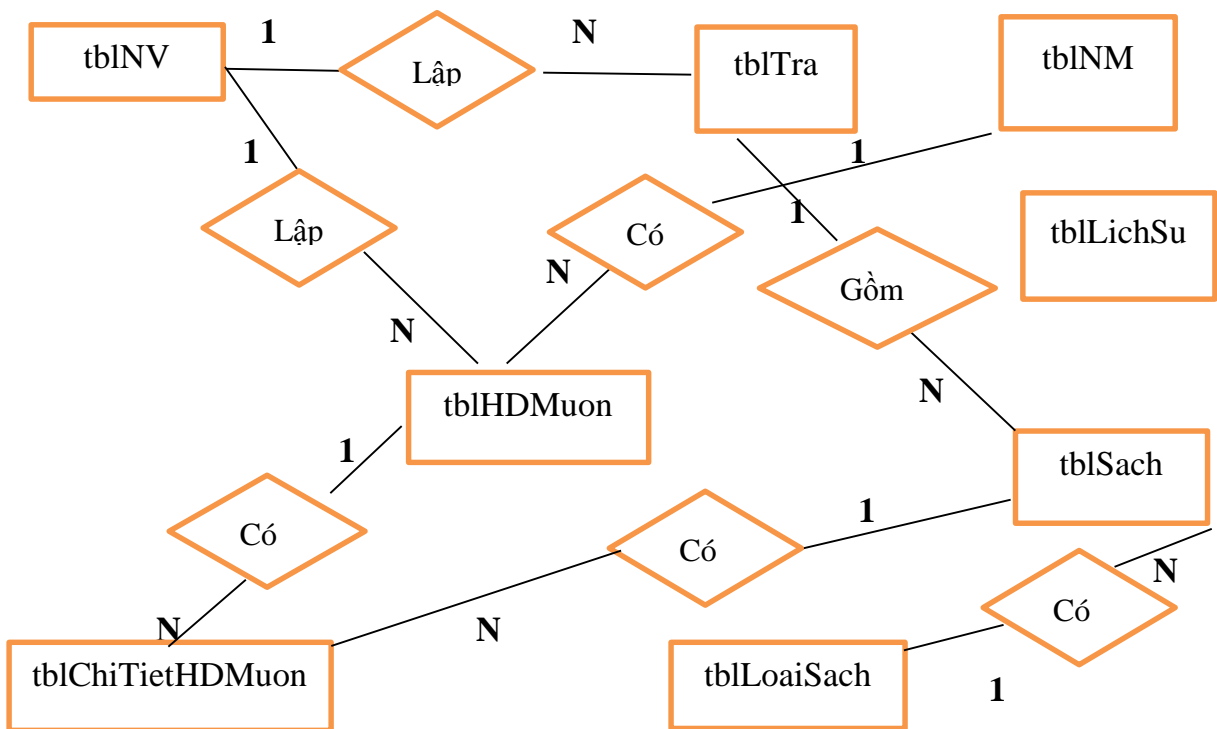 tblNV
1
Lập
N
tblTra
tblNM
1
1
Lập
Có
1
tblLichSu
N
Gồm
N
N
tblHDMuon
1
tblSach
Có
1
Có
N
Có
N
N
tblChiTietHDMuon
tblLoaiSach
1